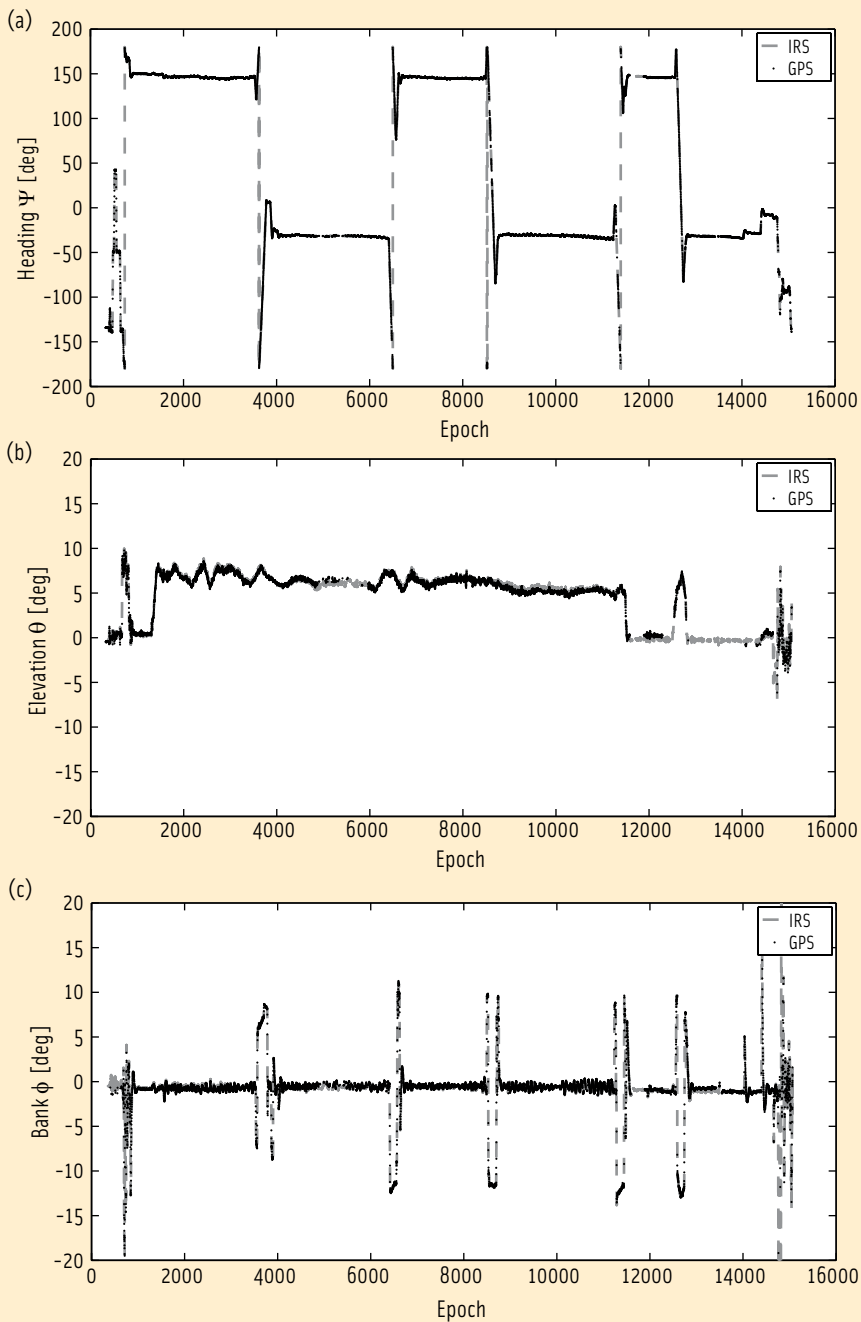 (a)
200
150
100
50
0
-50
-100
-150
-200
Heading Ψ [deg]
IRS
GPS
0 2000 4000 6000 8000 10000 12000 14000 16000
Epoch
(b)
20
15
10
5
0
-5
-10
-15
-20
Elevation θ [deg]
IRS
GPS
0 2000 4000 6000 8000 10000 12000 14000 16000
Epoch
(c)
20
15
10
5
0
-5
-10
-15
-20
Bank ϕ [deg]
IRS
GPS
0 2000 4000 6000 8000 10000 12000 14000 16000
Epoch